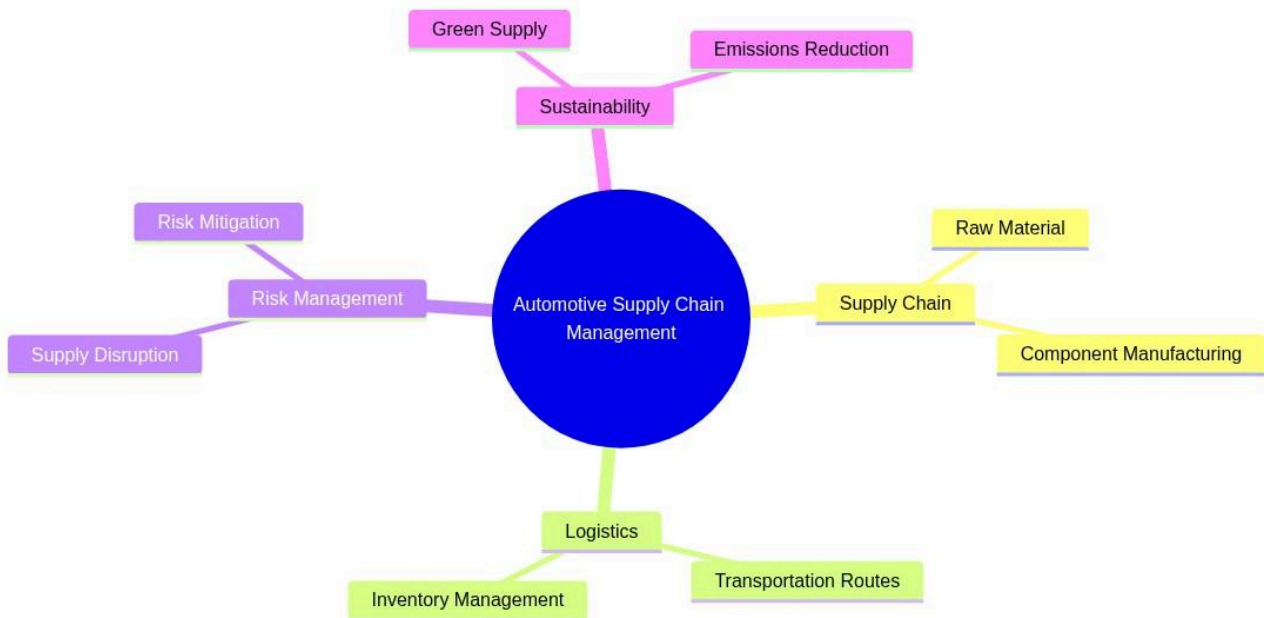 Green Supply
Emissions Reduction
Sustainability
Risk Mitigation
Raw Material
Risk Management
Automotive Supply Chain
Management
Supply Chain
Supply Disruption
Component Manufacturing
Logistics
Inventory Management
Transportation Routes